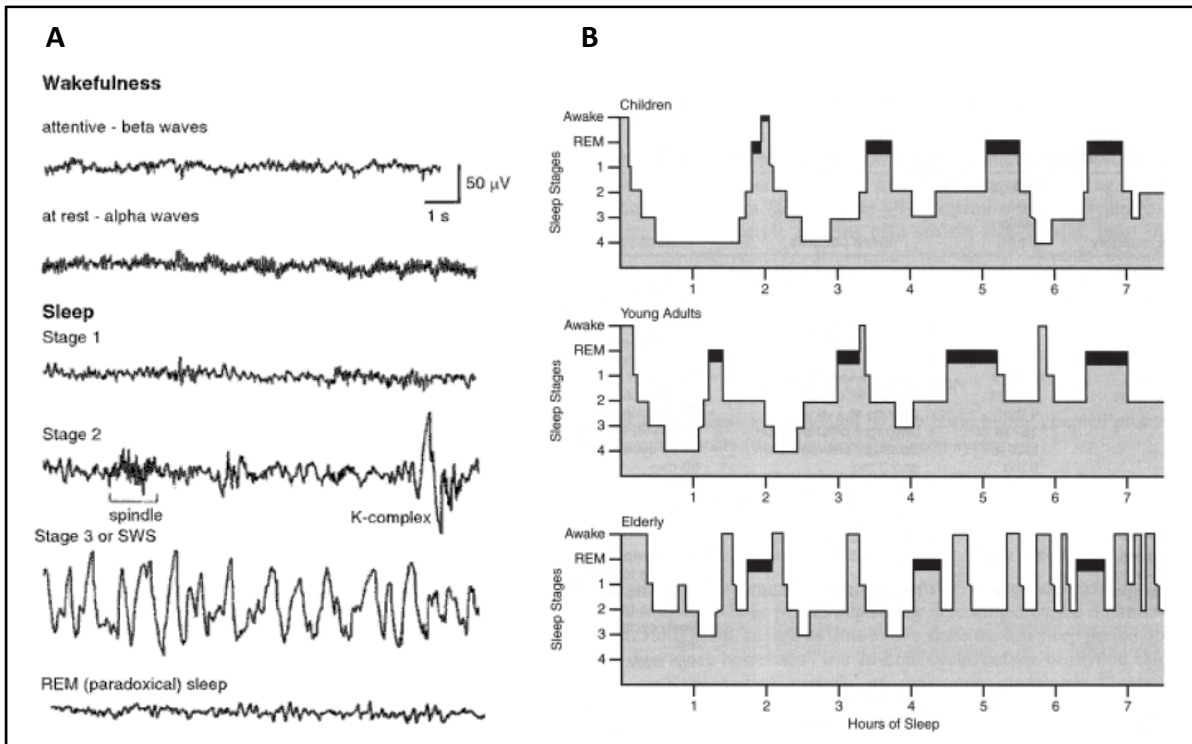 A
Wakefulness
attentive - beta waves
50 µV
1 s
at rest - alpha waves
Sleep
Stage 1
Stage 2
spindle
K-complex
Stage 3 or SWS
REM (paradoxical) sleep
B
Children
Awake
REM
1
2
3
4
Sleep Stages
1 2 3 4 5 6 7
Young Adults
Awake
REM
1
2
3
4
Sleep Stages
1 2 3 4 5 6 7
Elderly
Awake
REM
1
2
3
4
Sleep Stages
1 2 3 4 5 6 7
Hours of Sleep